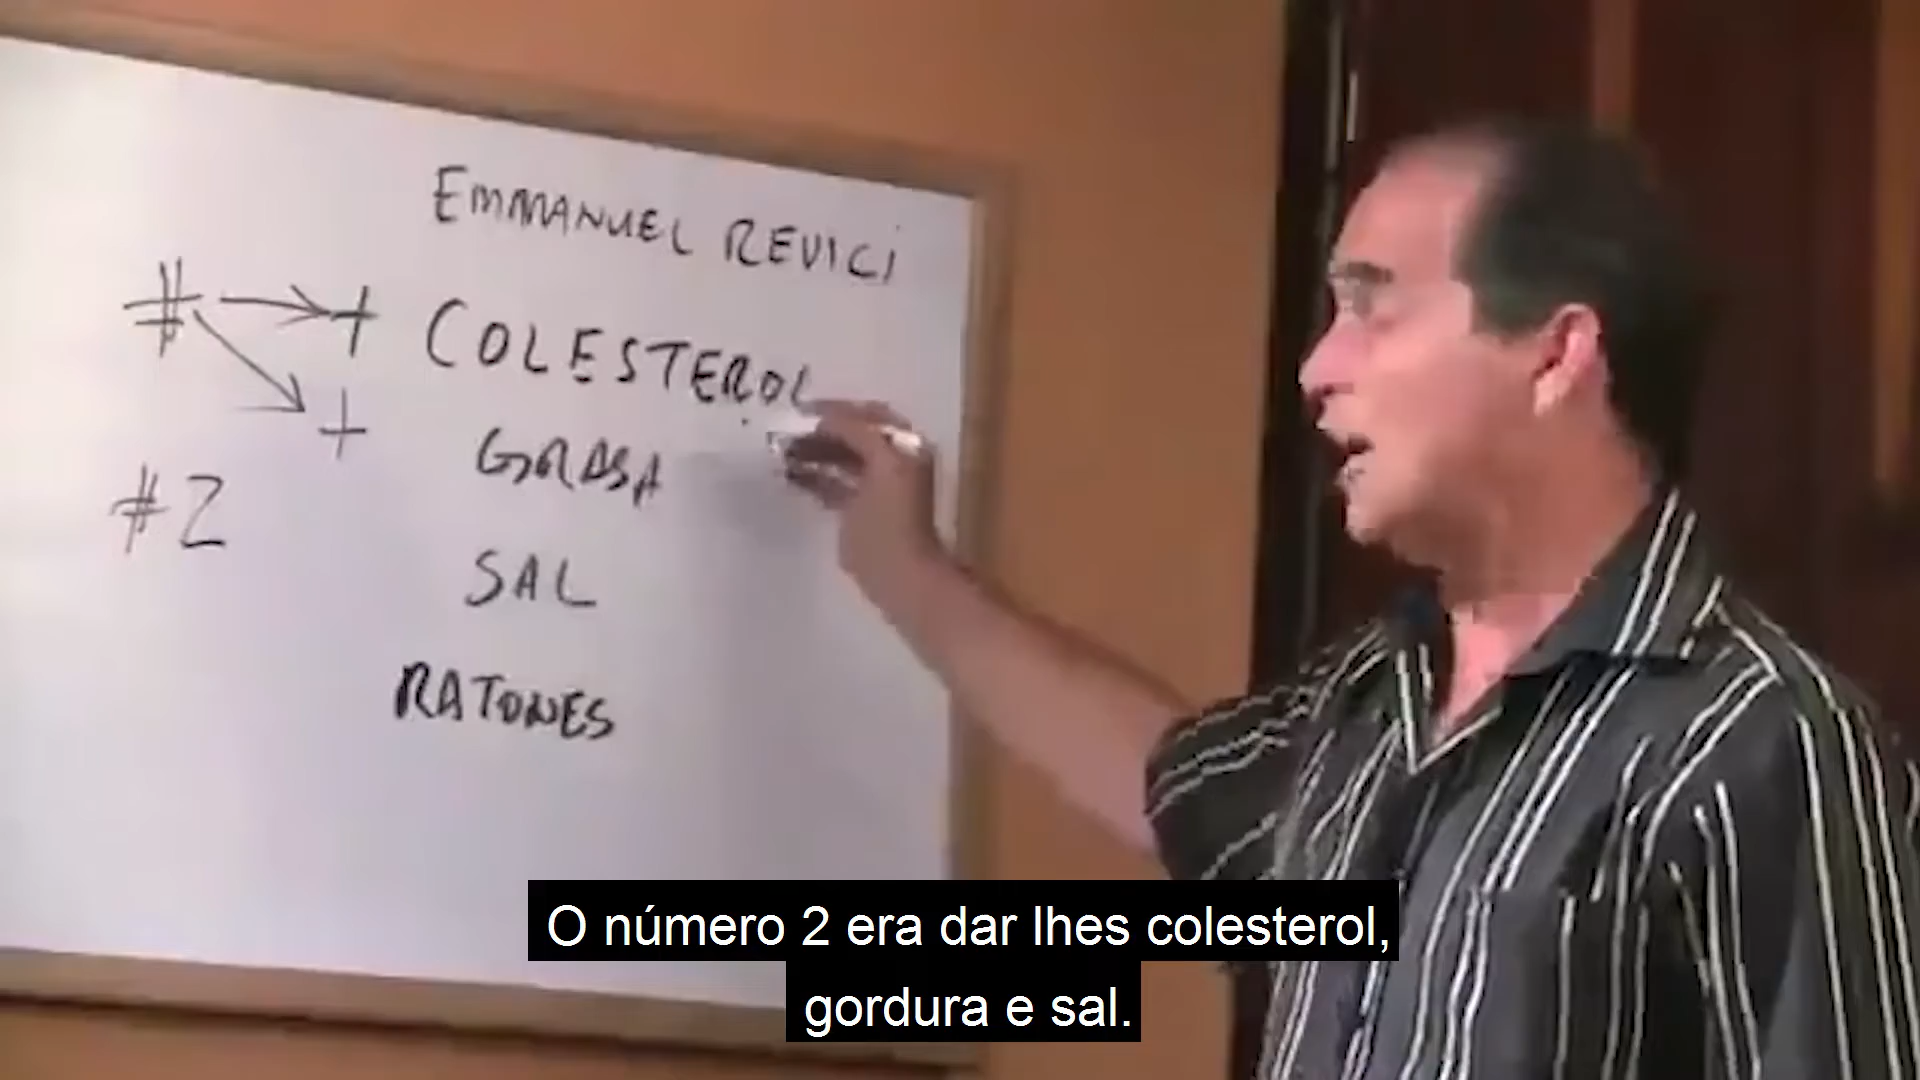 EMMANUEL REVICI
# → + COLESTEROL
+ GRASA
#2
SAL
RATONES
O número 2 era dar lhes colesterol,
gordura e sal.